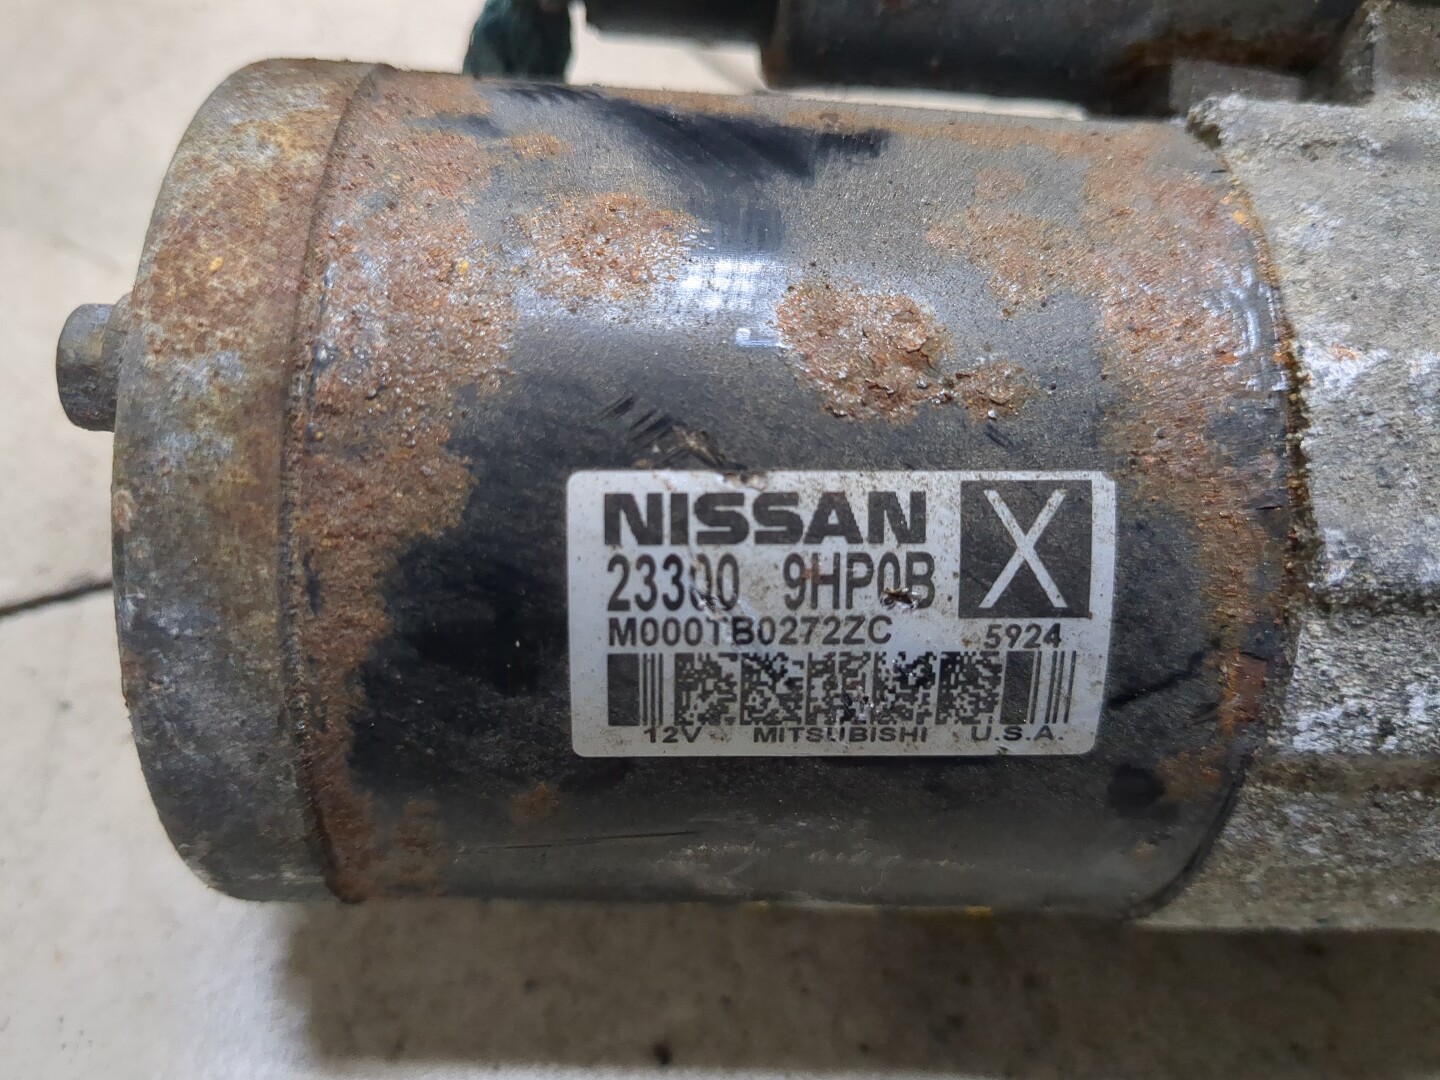 NISSAN X
23300 9HP0B
M000TB0272ZC 5924
12V MITSUBISHI U.S.A.